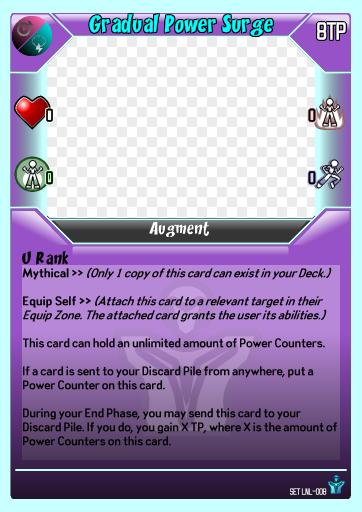 Gradual Power Surge
8TP
0
0
0
0
Augment
U Rank
Mythical >> (Only 1 copy of this card can exist in your Deck.)
Equip Self >> (Attach this card to a relevant target in their
Equip Zone. The attached card grants the user its abilities.)
This card can hold an unlimited amount of Power Counters.
If a card is sent to your Discard Pile from anywhere, put a
Power Counter on this card.
During your End Phase, you may send this card to your
Discard Pile. If you do, you gain X TP, where X is the amount of
Power Counters on this card.
SET LNL-008